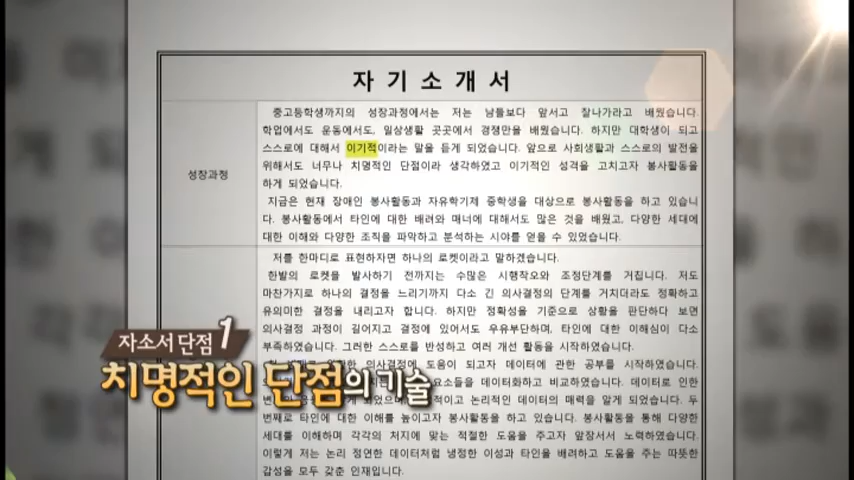 자기소개서
성장과정
중고등학생까지의 성장과정에서는 저는 남들보다 앞서고 잘나가라고 배웠습니다.
학업에서도 운동에서도, 일상생활 곳곳에서 경쟁만을 배웠습니다. 하지만 대학생이 되고
스스로에 대해서 이기적이라는 말을 듣게 되었습니다. 앞으로 사회생활과 스스로의 발전을
위해서도 너무나 치명적인 단점이라 생각하였고 이기적인 성격을 고치고자 봉사활동을
하게 되었습니다.
지금은 현재 장애인 봉사활동과 자유학기제 중학생을 대상으로 봉사활동을 하고 있습니
다. 봉사활동에서 타인에 대한 배려와 매너에 대해서도 많은 것을 배웠고, 다양한 세대에
대한 이해와 다양한 조직을 파악하고 분석하는 시야를 얻을 수 있었습니다.
저를 한마디로 표현하자면 하나의 로켓이라고 말하겠습니다.
한발의 로켓을 발사하기 전까지는 수많은 시행착오와 조정단계를 거칩니다. 저도
마찬가지로 하나의 결정을 느리기까지 다소 긴 의사결정의 단계를 거치더라도 정확하고
유의미한 결정을 내리고자 합니다. 하지만 정확성을 기준으로 상황을 판단하다 보면
의사결정 과정이 길어지고 결정에 있어서도 우유부단하며, 타인에 대한 이해심이 다소
부족하였습니다. 그러한 스스로를 반성하고 여러 개선 활동을 시작하였습니다.
의사결정에 도움이 되고자 데이터에 관한 공부를 시작하였습니다.
요소들을 데이터화하고 비교하였습니다. 데이터로 인한
되었으며 논리적인 데이터의 매력을 알게 되었습니다. 두
번째로 타인에 대한 이해를 높이고자 봉사활동을 하고 있습니다. 봉사활동을 통해 다양한
세대를 이해하며 각각의 처지에 맞는 적절한 도움을 주고자 앞장서서 노력하였습니다.
이렇게 저는 논리 정연한 데이터처럼 냉정한 이성과 타인을 배려하고 도움을 주는 따뜻한
감성을 모두 갖춘 인재입니다.
자소서 단점 1
치명적인 단점의 기술